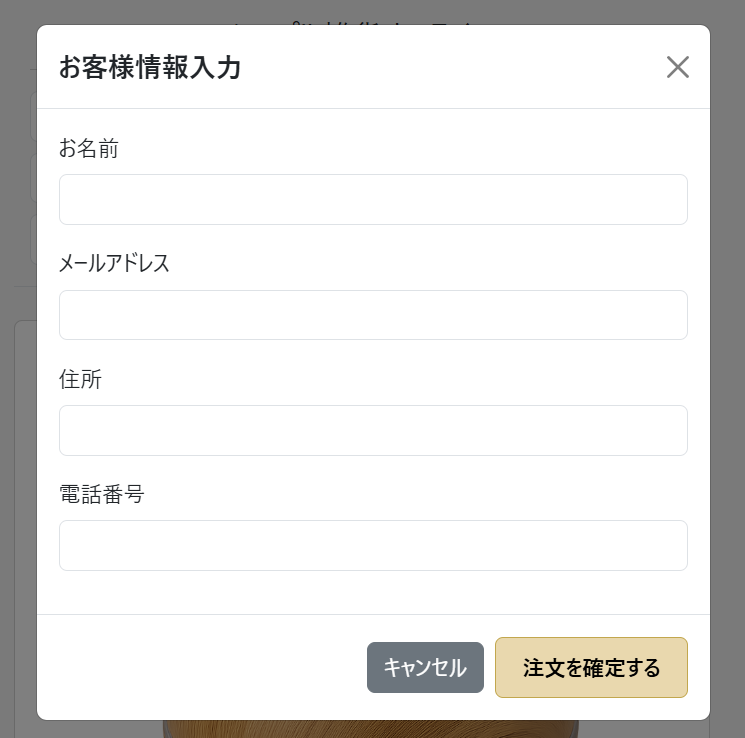 お客様情報入力
お名前
メールアドレス
住所
電話番号
キャンセル
注文を確定する